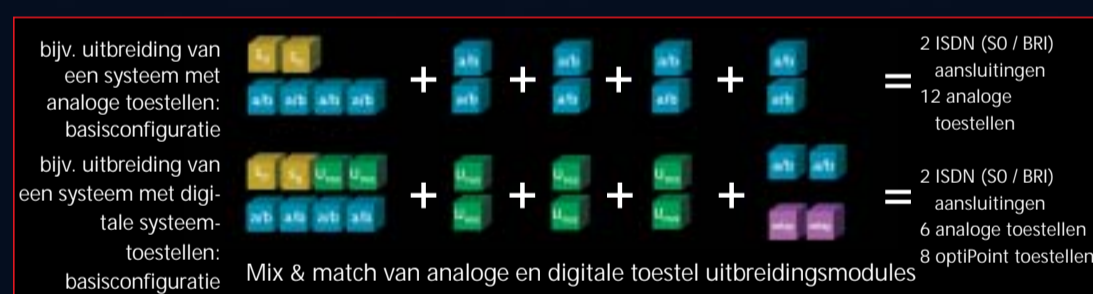 bijv. uitbreiding van
een systeem met
analoge toestellen:
basisconfiguratie
S₀ S₀
a/b a/b a/b a/b
+ a/b a/b + a/b a/b + a/b a/b + a/b a/b =
2 ISDN (S0 / BRI)
aansluitingen
12 analoge
toestellen
bijv. uitbreiding van
een systeem met digi-
tale systeem-
toestellen:
basisconfiguratie
a/b a/b a/b a/b
+ + + + a/b a/b =
2 ISDN (S0 / BRI)
aansluitingen
6 analoge toestellen
8 optiPoint toestellen
Mix & match van analoge en digitale toestel uitbreidingsmodules